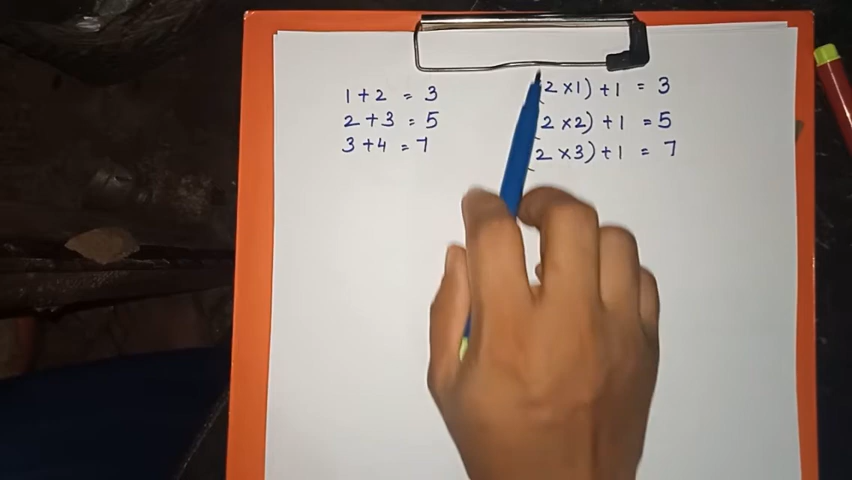 1 + 2 = 3 (2 × 1) + 1 = 3
2 + 3 = 5 (2 × 2) + 1 = 5
3 + 4 = 7 (2 × 3) + 1 = 7